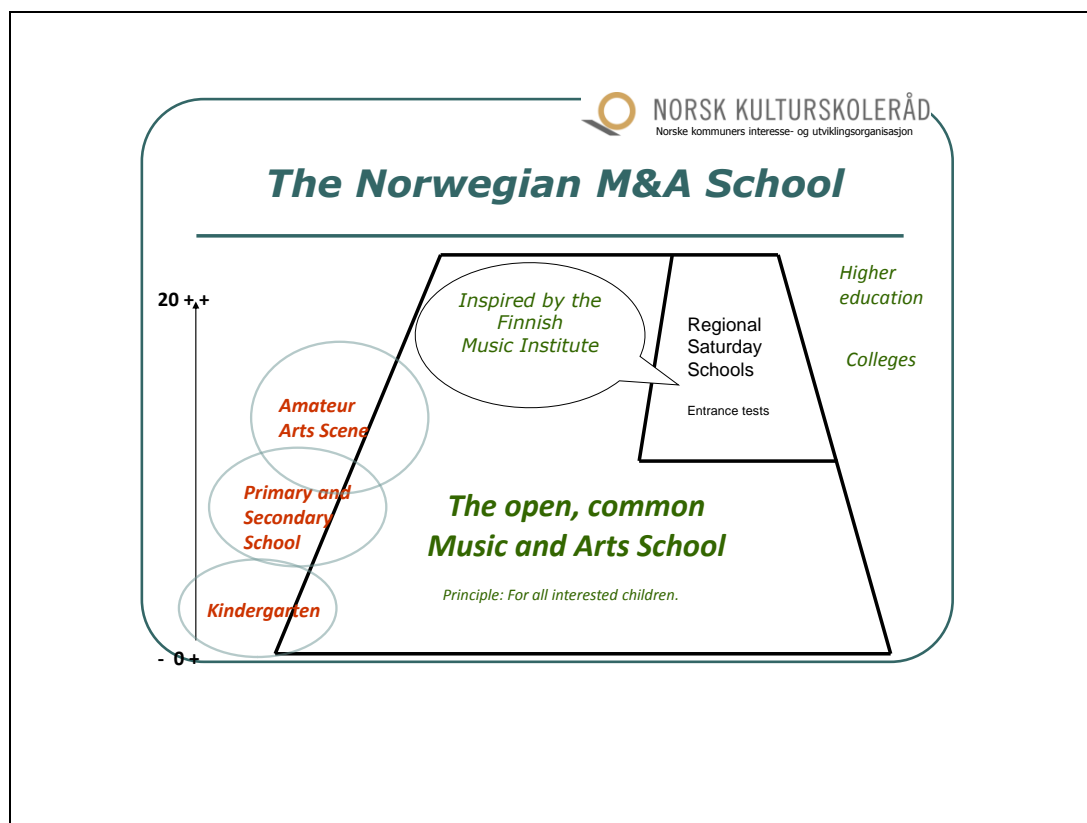 NORSK KULTURSKOLERÅD
Norske kommuners interesse- og utviklingsorganisasjon
The Norwegian M&A School
20 + +
Inspired by the
Finnish
Music Institute
Regional
Saturday
Schools
Entrance tests
Higher
education
Colleges
Amateur
Arts Scene
Primary and
Secondary
School
Kindergarten
The open, common
Music and Arts School
Principle: For all interested children.
- 0 +